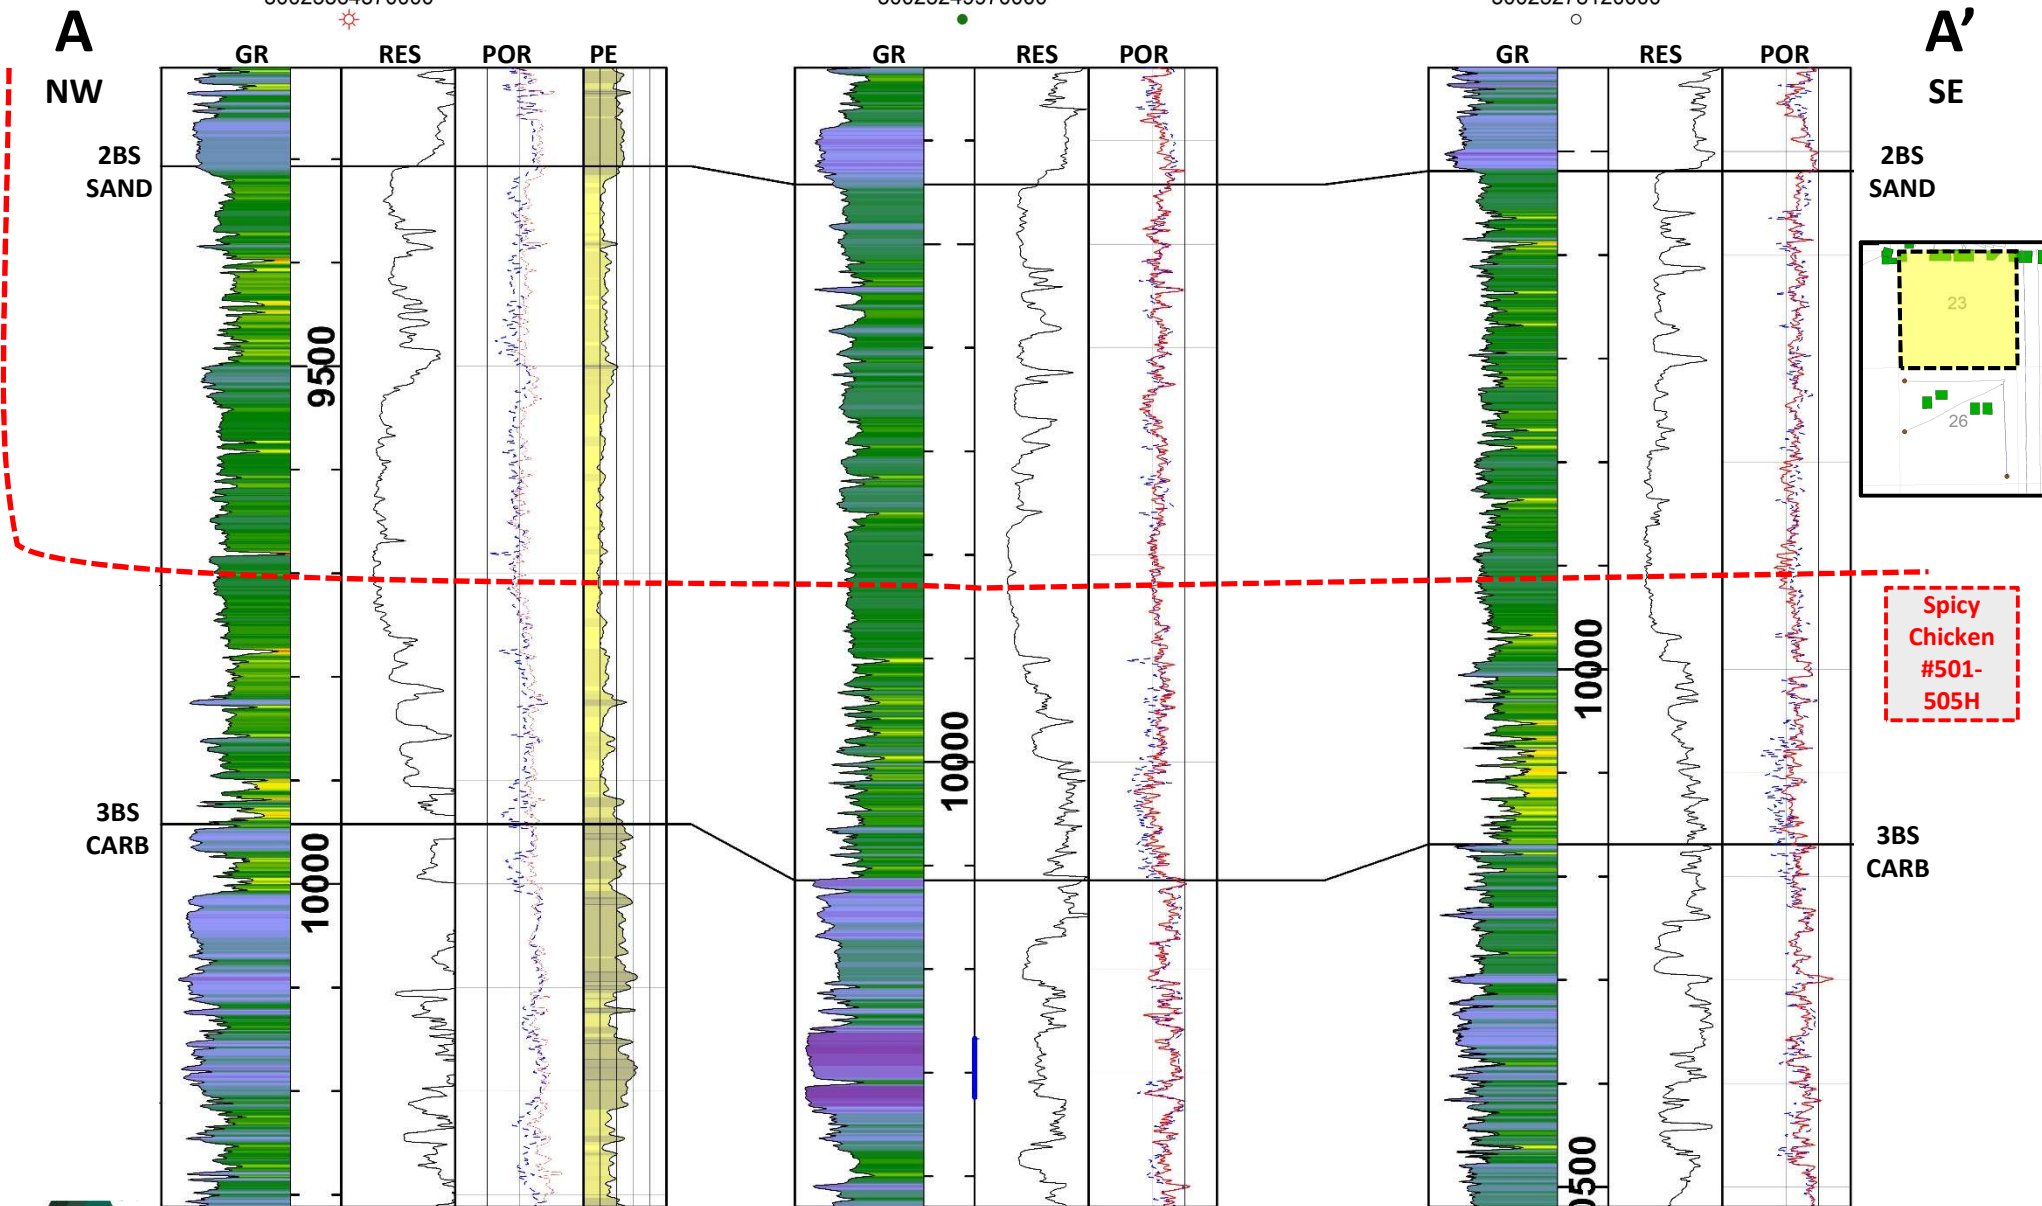 A
A'
GR RES POR PE
GR RES POR
GR RES POR
NW
SE
2BS
SAND
2BS
SAND
23
26
9500
Spicy
Chicken
#501-
505H
10000
10000
3BS
CARB
3BS
CARB
10000